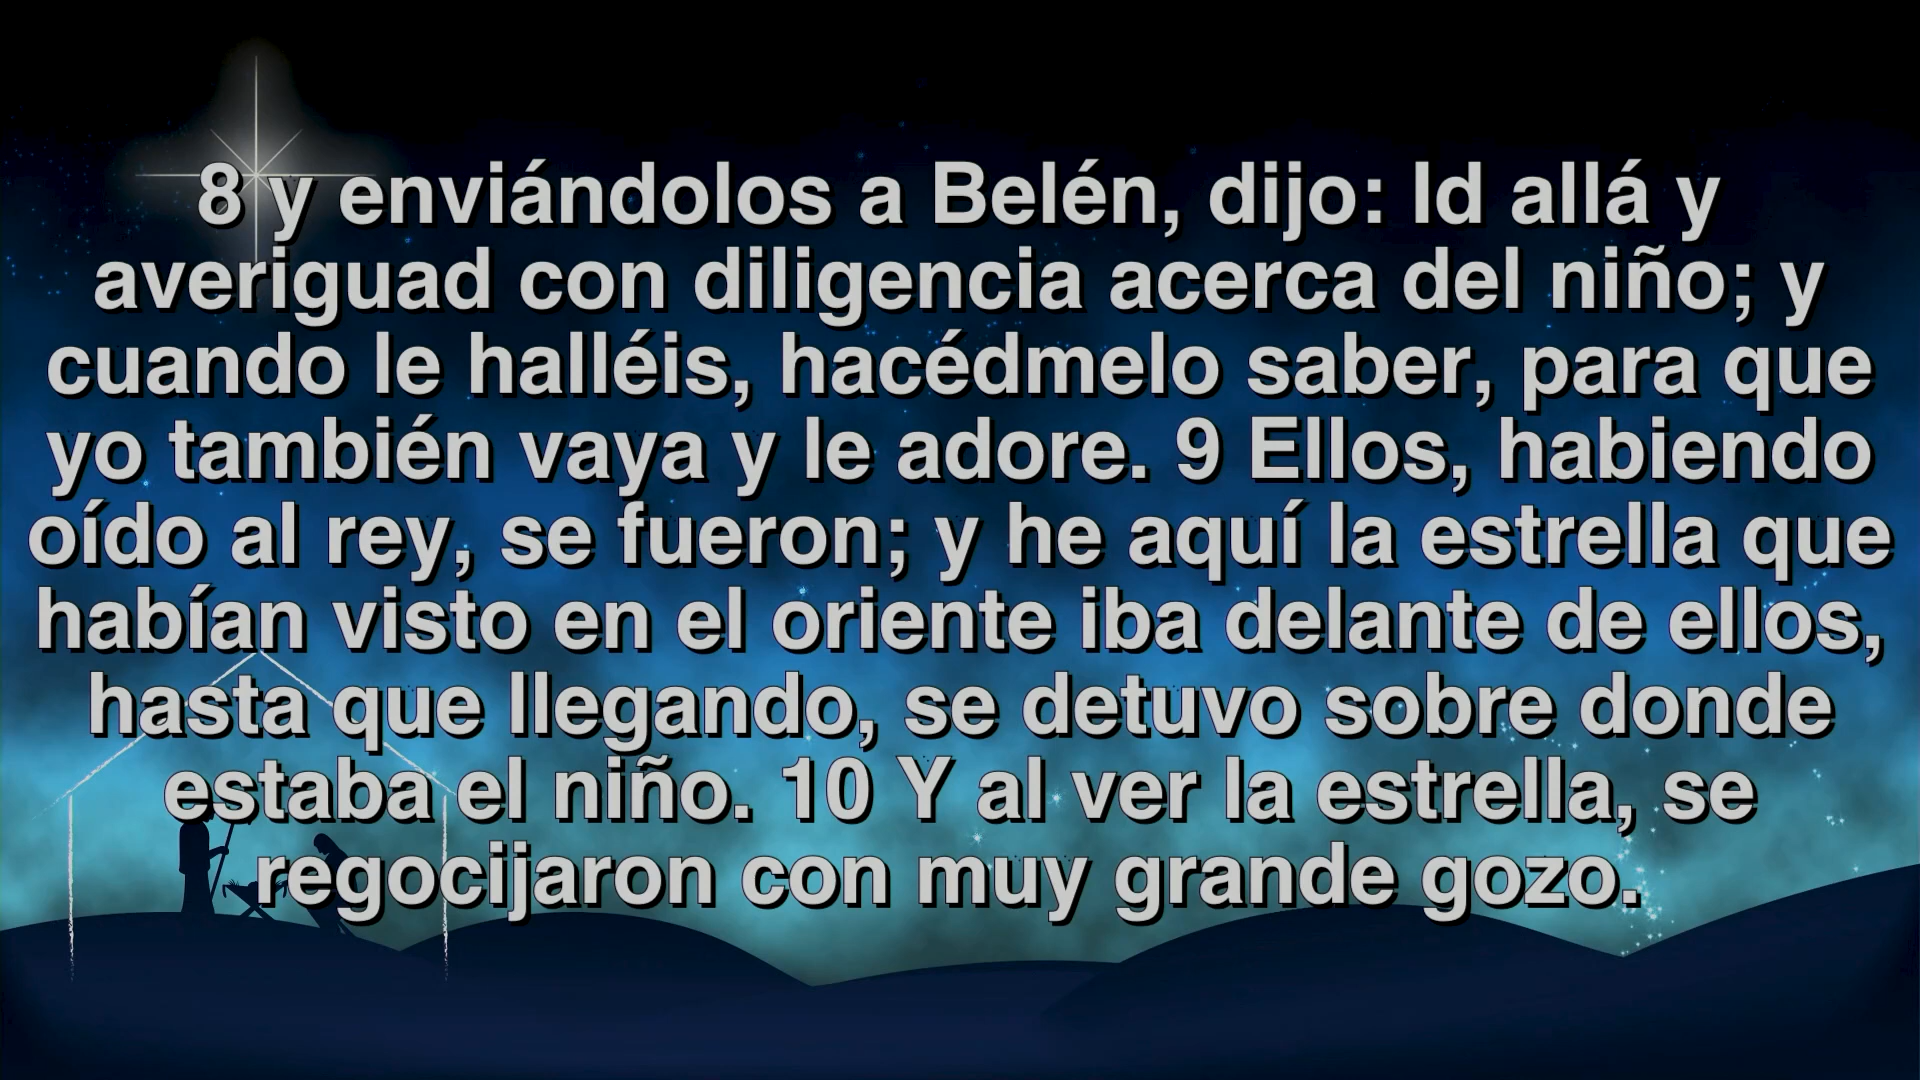 8 y enviándolos a Belén, dijo: Id allá y
averiguad con diligencia acerca del niño; y
cuando le halléis, hacédmelo saber, para que
yo también vaya y le adore. 9 Ellos, habiendo
oído al rey, se fueron; y he aquí la estrella que
habían visto en el oriente iba delante de ellos,
hasta que llegando, se detuvo sobre donde
estaba el niño. 10 Y al ver la estrella, se
regocijaron con muy grande gozo.